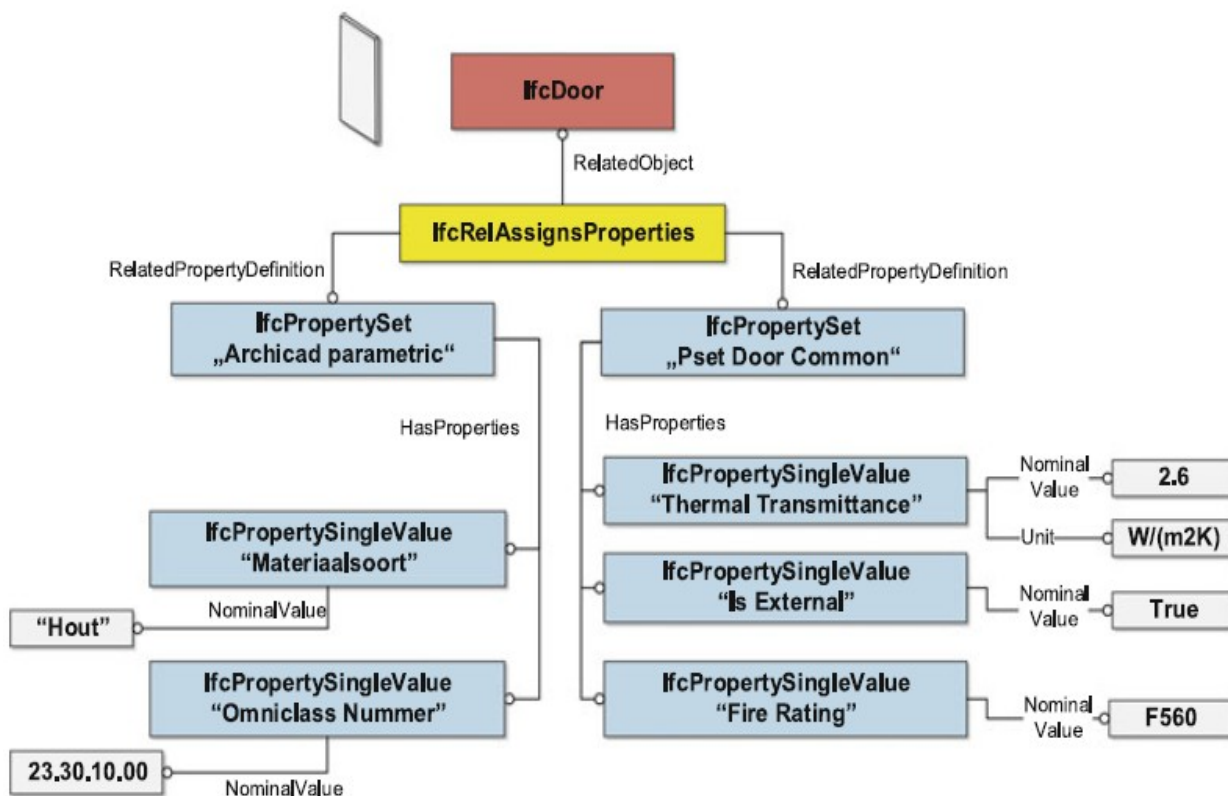 IfcDoor
RelatedObject
IfcRelAssignsProperties
RelatedPropertyDefinition
RelatedPropertyDefinition
IfcPropertySet
„Archicad parametric“
IfcPropertySet
„Pset Door Common“
HasProperties
HasProperties
IfcPropertySingleValue
“Thermal Transmittance”
Nominal
Value
2.6
Unit
W/(m2K)
IfcPropertySingleValue
“Materiaalsoort”
NominalValue
“Hout”
IfcPropertySingleValue
“Is External”
Nominal
Value
True
IfcPropertySingleValue
“Omniclass Nummer”
NominalValue
23.30.10.00
IfcPropertySingleValue
“Fire Rating”
Nominal
Value
F560